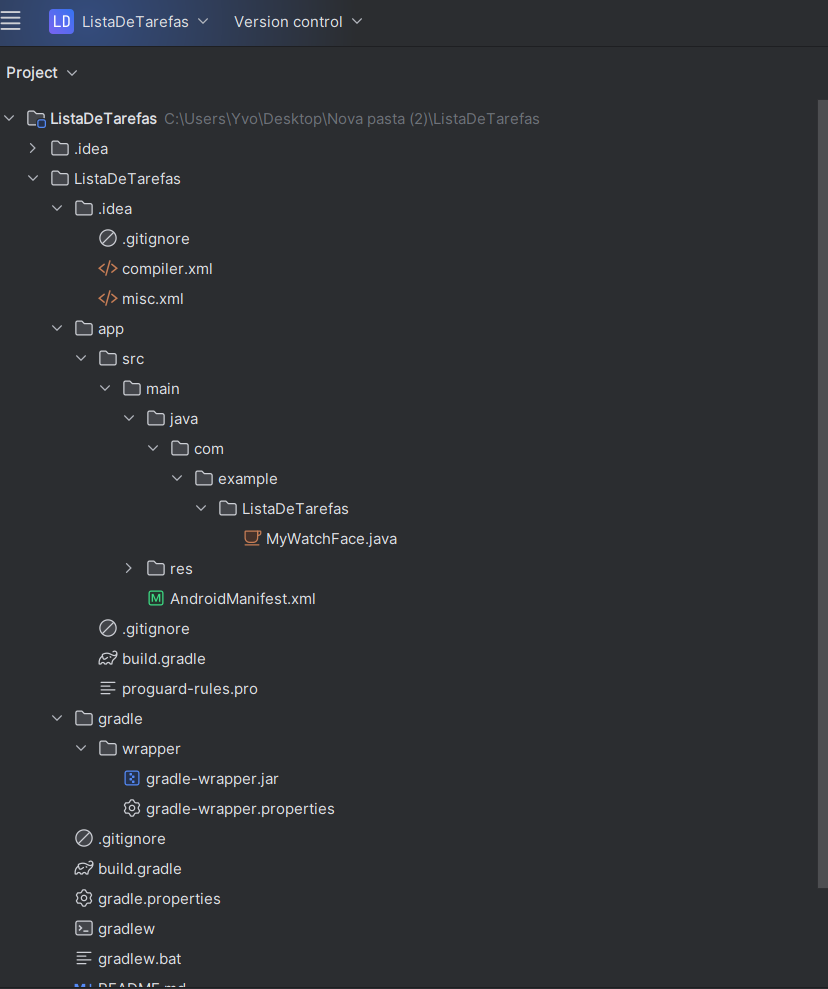 LD ListaDeTarefas Version control
Project
ListaDeTarefas C:\Users\Yvo\Desktop\Nova pasta (2)\ListaDeTarefas
.idea
ListaDeTarefas
.idea
.gitignore
compiler.xml
misc.xml
app
src
main
java
com
example
ListaDeTarefas
MyWatchFace.java
res
AndroidManifest.xml
.gitignore
build.gradle
proguard-rules.pro
gradle
wrapper
gradle-wrapper.jar
gradle-wrapper.properties
.gitignore
build.gradle
gradle.properties
gradlew
gradlew.bat
README.md